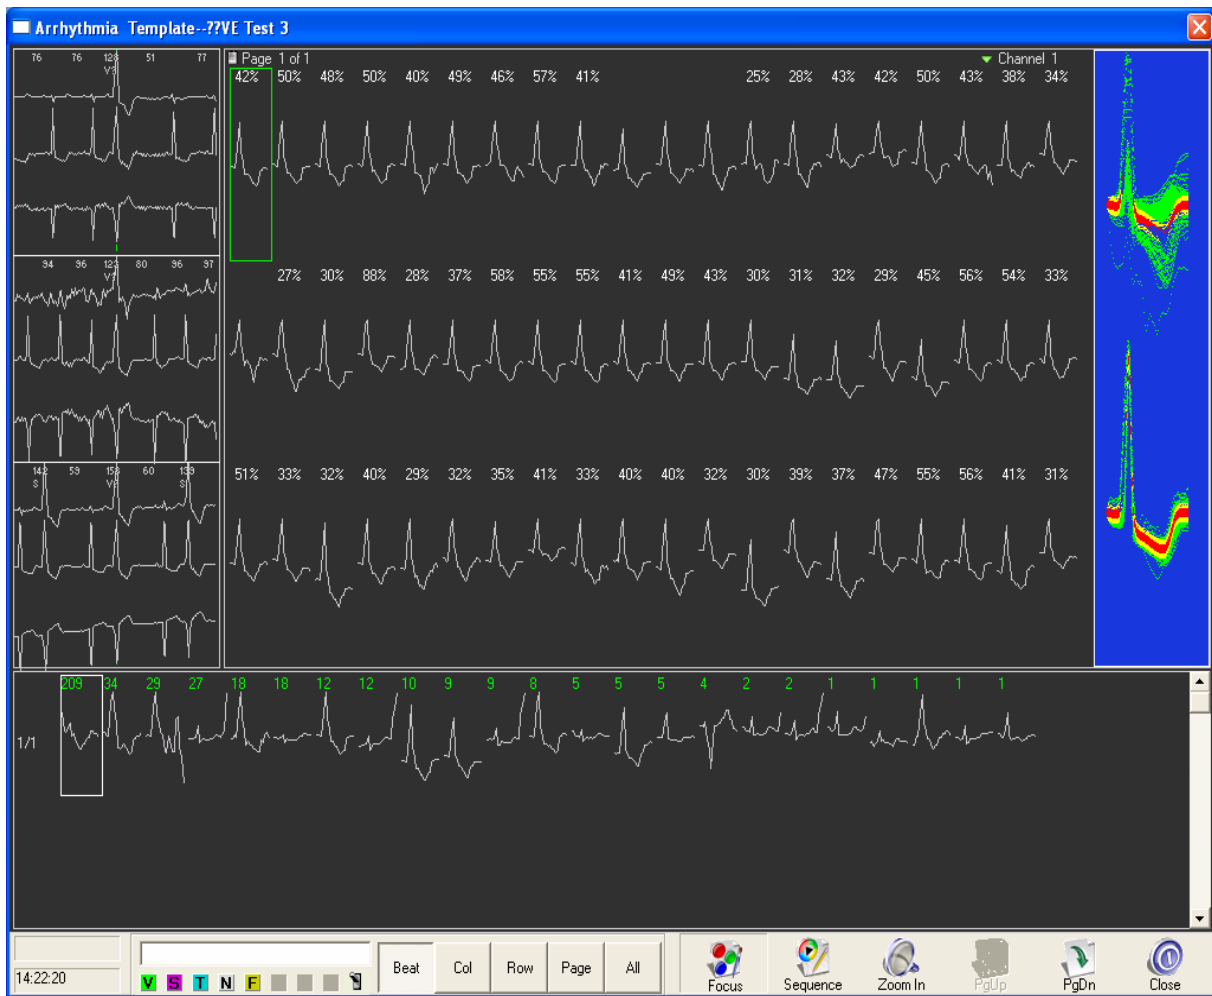 Arrhythmia Template--??VE Test 3
76 76 128 51 77
V
Page 1 of 1
Channel 1
42% 50% 48% 50% 40% 49% 46% 57% 41% 25% 28% 43% 42% 50% 43% 38% 34%
94 96 123 80 96 97
V
27% 30% 88% 28% 37% 58% 55% 55% 41% 49% 43% 30% 31% 32% 29% 45% 56% 54% 33%
142 59 158 60 139
S V S
51% 33% 32% 40% 29% 32% 35% 41% 33% 40% 40% 32% 30% 39% 37% 47% 55% 56% 41% 31%
209 34 29 27 18 18 12 12 10 9 9 8 5 5 5 4 2 2 1 1 1 1 1
1/1
14:22:20
V S T N F
Beat Col Row Page All
Focus Sequence Zoom In PgUp PgDn Close